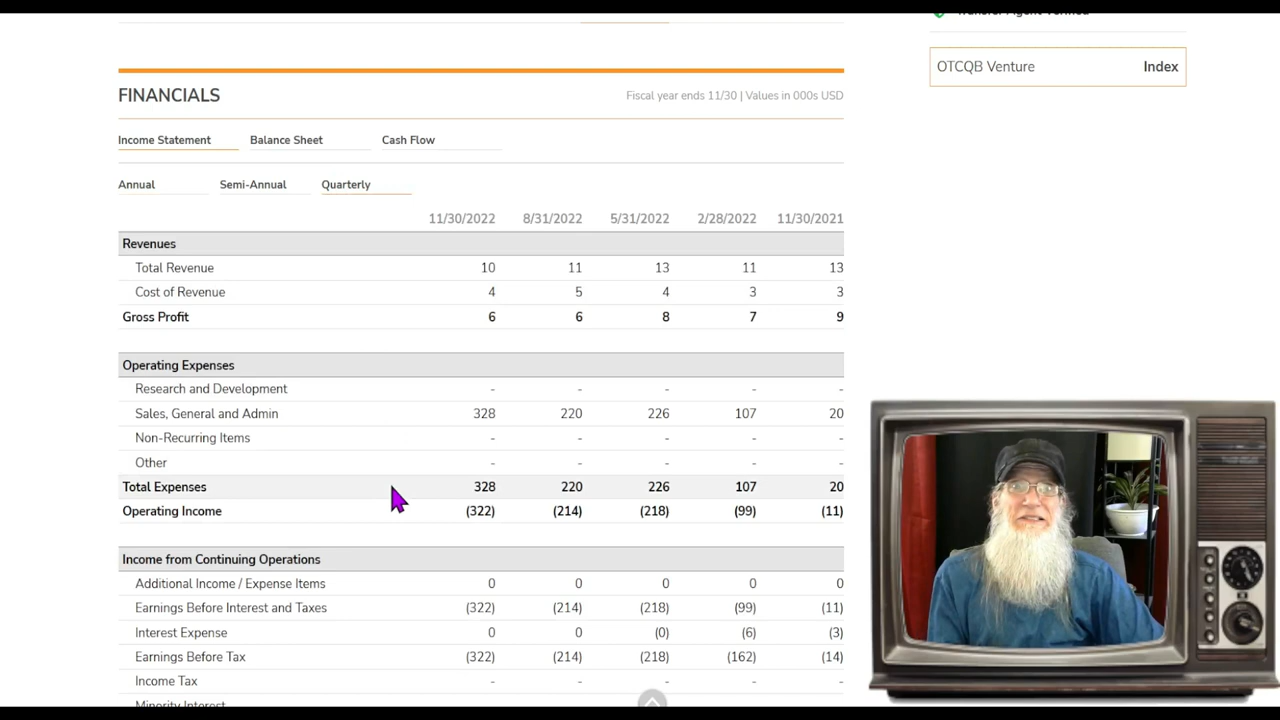 OTCQB Venture Index
FINANCIALS Fiscal year ends 11/30 | Values in 000s USD
Income Statement Balance Sheet Cash Flow
Annual Semi-Annual Quarterly
11/30/2022 8/31/2022 5/31/2022 2/28/2022 11/30/2021
Revenues
Total Revenue 10 11 13 11 13
Cost of Revenue 4 5 4 3 3
Gross Profit 6 6 8 7 9
Operating Expenses
Research and Development - - - - -
Sales, General and Admin 328 220 226 107 20
Non-Recurring Items - - - - -
Other - - - - -
Total Expenses 328 220 226 107 20
Operating Income (322) (214) (218) (99) (11)
Income from Continuing Operations
Additional Income / Expense Items 0 0 0 0 0
Earnings Before Interest and Taxes (322) (214) (218) (99) (11)
Interest Expense 0 0 (0) (6) (3)
Earnings Before Tax (322) (214) (218) (162) (14)
Income Tax - - - - -
Minority Interest